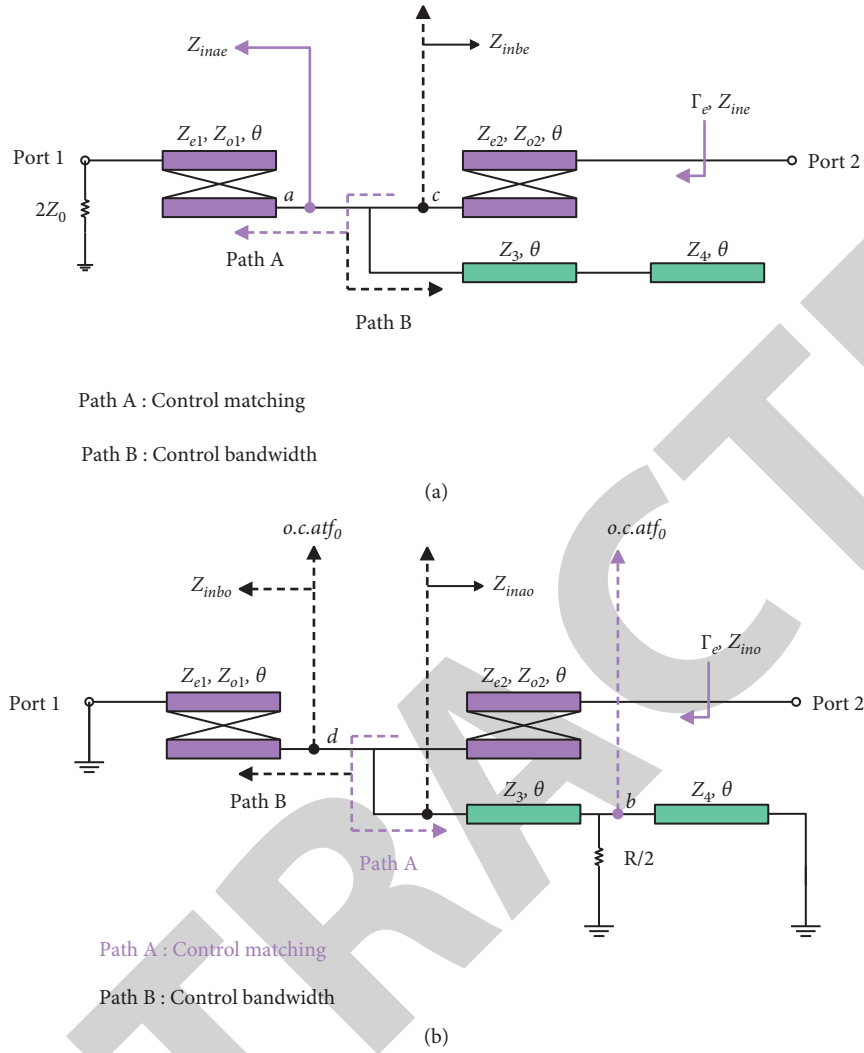 Z_inae
Z_inbe
Γ_e, Z_ine
Z_e1, Z_o1, θ
Z_e2, Z_o2, θ
Port 1
Port 2
2Z_0
a
c
Path A
Z_3, θ
Z_4, θ
Path B
Path A : Control matching
Path B : Control bandwidth
(a)
o.c.atf_0
o.c.atf_0
Z_inbo
Z_inao
Γ_e, Z_ino
Z_e1, Z_o1, θ
Z_e2, Z_o2, θ
Port 1
Port 2
d
Path B
Z_3, θ
b
Z_4, θ
Path A
R/2
Path A : Control matching
Path B : Control bandwidth
(b)
TRACT